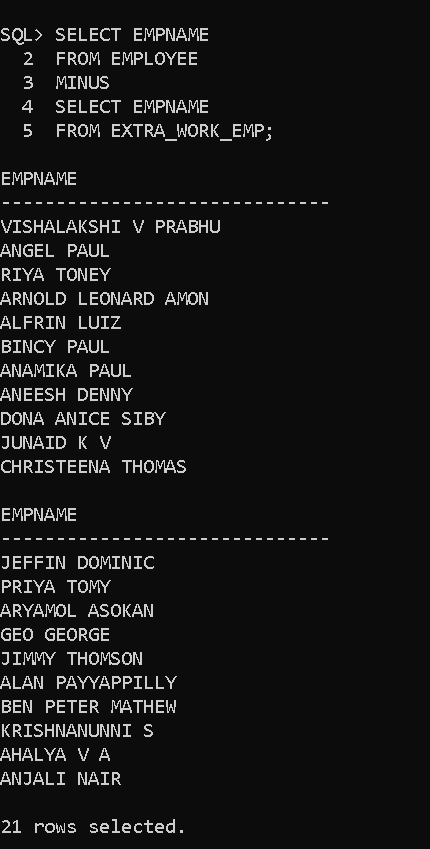 SQL> SELECT EMPNAME
2 FROM EMPLOYEE
3 MINUS
4 SELECT EMPNAME
5 FROM EXTRA_WORK_EMP;
EMPNAME
------------------------------
VISHALAKSHI V PRABHU
ANGEL PAUL
RIYA TONEY
ARNOLD LEONARD AMON
ALFRIN LUIZ
BINCY PAUL
ANAMIKA PAUL
ANEESH DENNY
DONA ANICE SIBY
JUNAID K V
CHRISTEENA THOMAS
EMPNAME
------------------------------
JEFFIN DOMINIC
PRIYA TOMY
ARYAMOL ASOKAN
GEO GEORGE
JIMMY THOMSON
ALAN PAYYAPPILLY
BEN PETER MATHEW
KRISHNANUNNI S
AHALYA V A
ANJALI NAIR
21 rows selected.